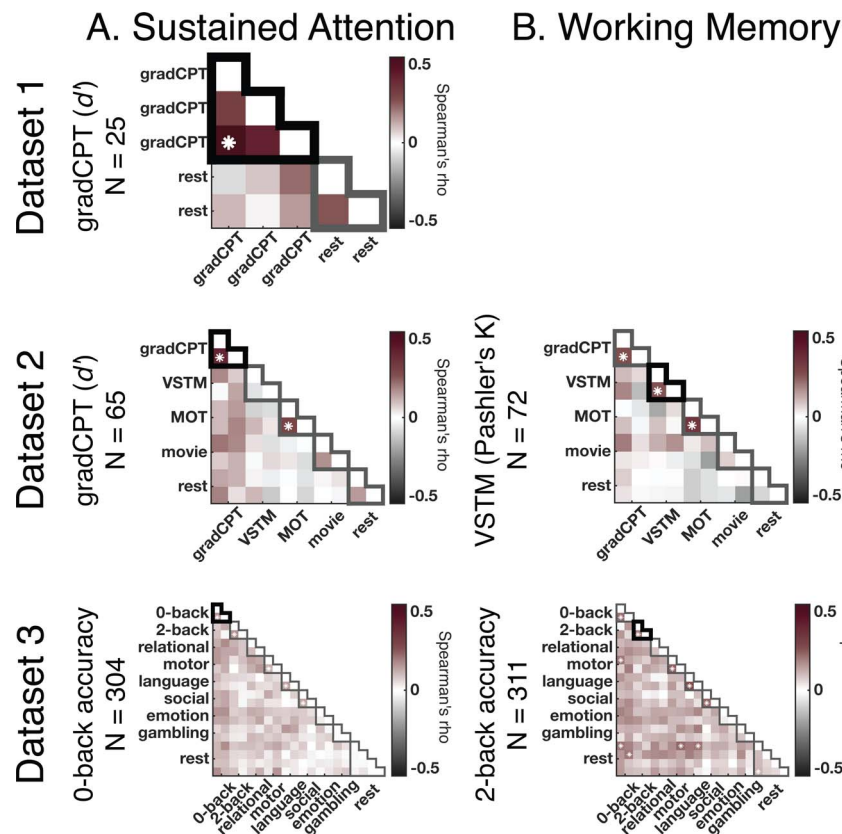 A. Sustained Attention
B. Working Memory
Dataset 1
gradCPT (d')
N = 25
gradCPT
gradCPT
gradCPT
rest
rest
gradCPT
gradCPT
gradCPT
rest
rest
0.5
0
-0.5
Spearman's rho
Dataset 2
gradCPT (d')
N = 65
gradCPT
VSTM
MOT
movie
rest
gradCPT
VSTM
MOT
movie
rest
0.5
0
-0.5
Spearman's rho
VSTM (Pashler's K)
N = 72
gradCPT
VSTM
MOT
movie
rest
gradCPT
VSTM
MOT
movie
rest
0.5
0
-0.5
Dataset 3
0-back accuracy
N = 304
0-back
2-back
relational
motor
language
social
emotion
gambling
rest
0-back
2-back
relational
motor
language
social
emotion
gambling
rest
0.5
0
-0.5
Spearman's rho
2-back accuracy
N = 311
0-back
2-back
relational
motor
language
social
emotion
gambling
rest
0-back
2-back
relational
motor
language
social
emotion
gambling
rest
0.5
0
-0.5